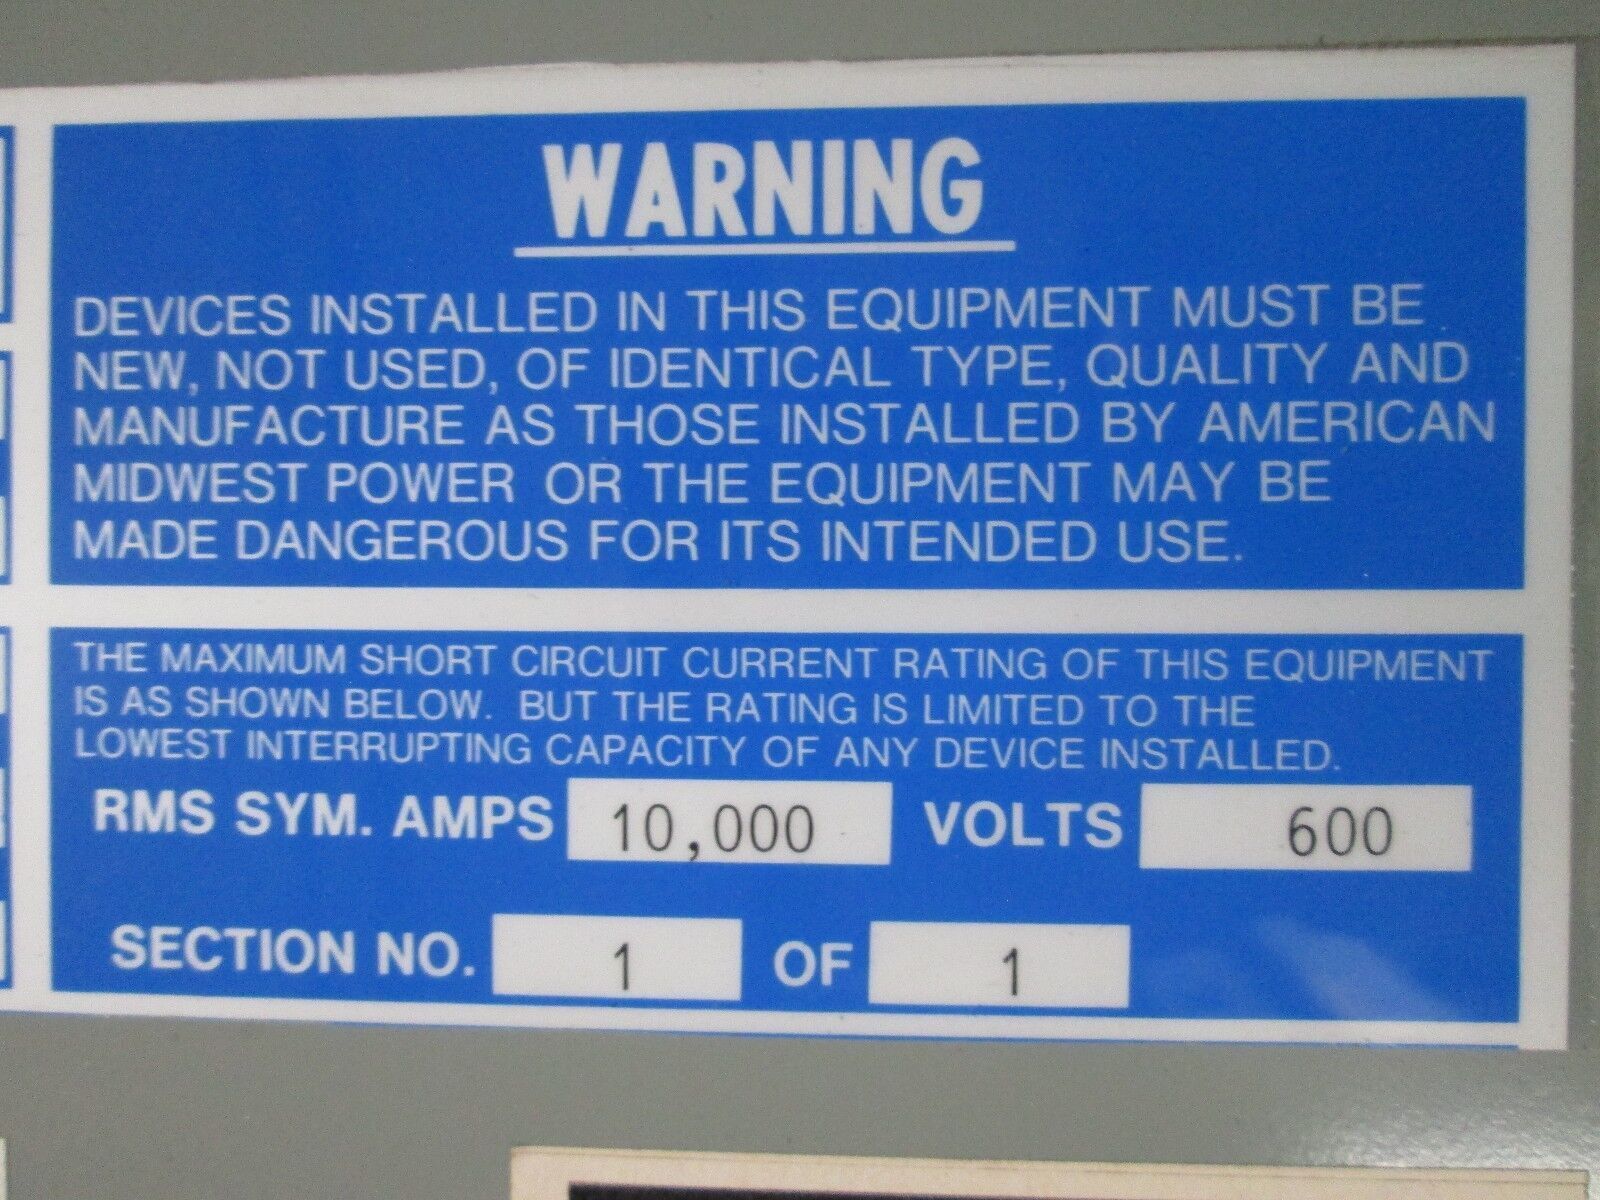 WARNING
DEVICES INSTALLED IN THIS EQUIPMENT MUST BE
NEW, NOT USED, OF IDENTICAL TYPE, QUALITY AND
MANUFACTURE AS THOSE INSTALLED BY AMERICAN
MIDWEST POWER OR THE EQUIPMENT MAY BE
MADE DANGEROUS FOR ITS INTENDED USE.
THE MAXIMUM SHORT CIRCUIT CURRENT RATING OF THIS EQUIPMENT
IS AS SHOWN BELOW. BUT THE RATING IS LIMITED TO THE
LOWEST INTERRUPTING CAPACITY OF ANY DEVICE INSTALLED.
RMS SYM. AMPS 10,000 VOLTS 600
SECTION NO. 1 OF 1